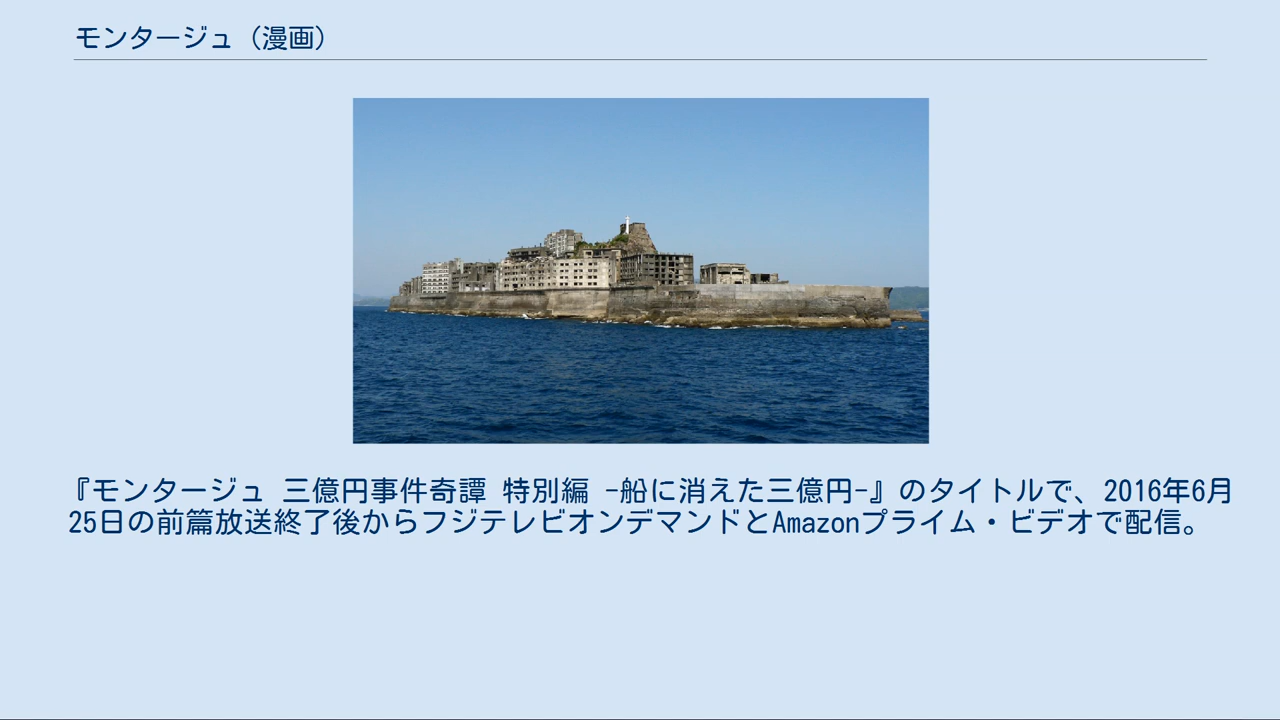 モンタージュ（漫画）
『モンタージュ 三億円事件奇譚 特別編 -船に消えた三億円-』のタイトルで、2016年6月
25日の前篇放送終了後からフジテレビオンデマンドとAmazonプライム・ビデオで配信。